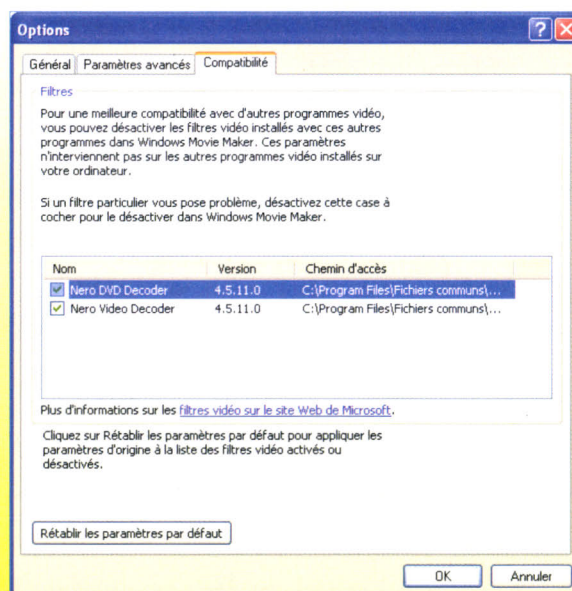 Options
Général
Paramètres avancés
Compatibilité
Filtres
Pour une meilleure compatibilité avec d'autres programmes vidéo,
vous pouvez désactiver les filtres vidéo installés avec ces autres
programmes dans Windows Movie Maker. Ces paramètres
n'interviennent pas sur les autres programmes vidéo installés sur
votre ordinateur.
Si un filtre particulier vous pose problème, désactivez cette case à
cocher pour le désactiver dans Windows Movie Maker.
Nom Version Chemin d'accès
Nero DVD Decoder 4.5.11.0 C:\Program Files\Fichiers communs\...
Nero Video Decoder 4.5.11.0 C:\Program Files\Fichiers communs\...
Plus d'informations sur les filtres vidéo sur le site Web de Microsoft.
Cliquez sur Rétablir les paramètres par défaut pour appliquer les
paramètres d'origine à la liste des filtres vidéo activés ou
désactivés.
Rétablir les paramètres par défaut
OK Annuler